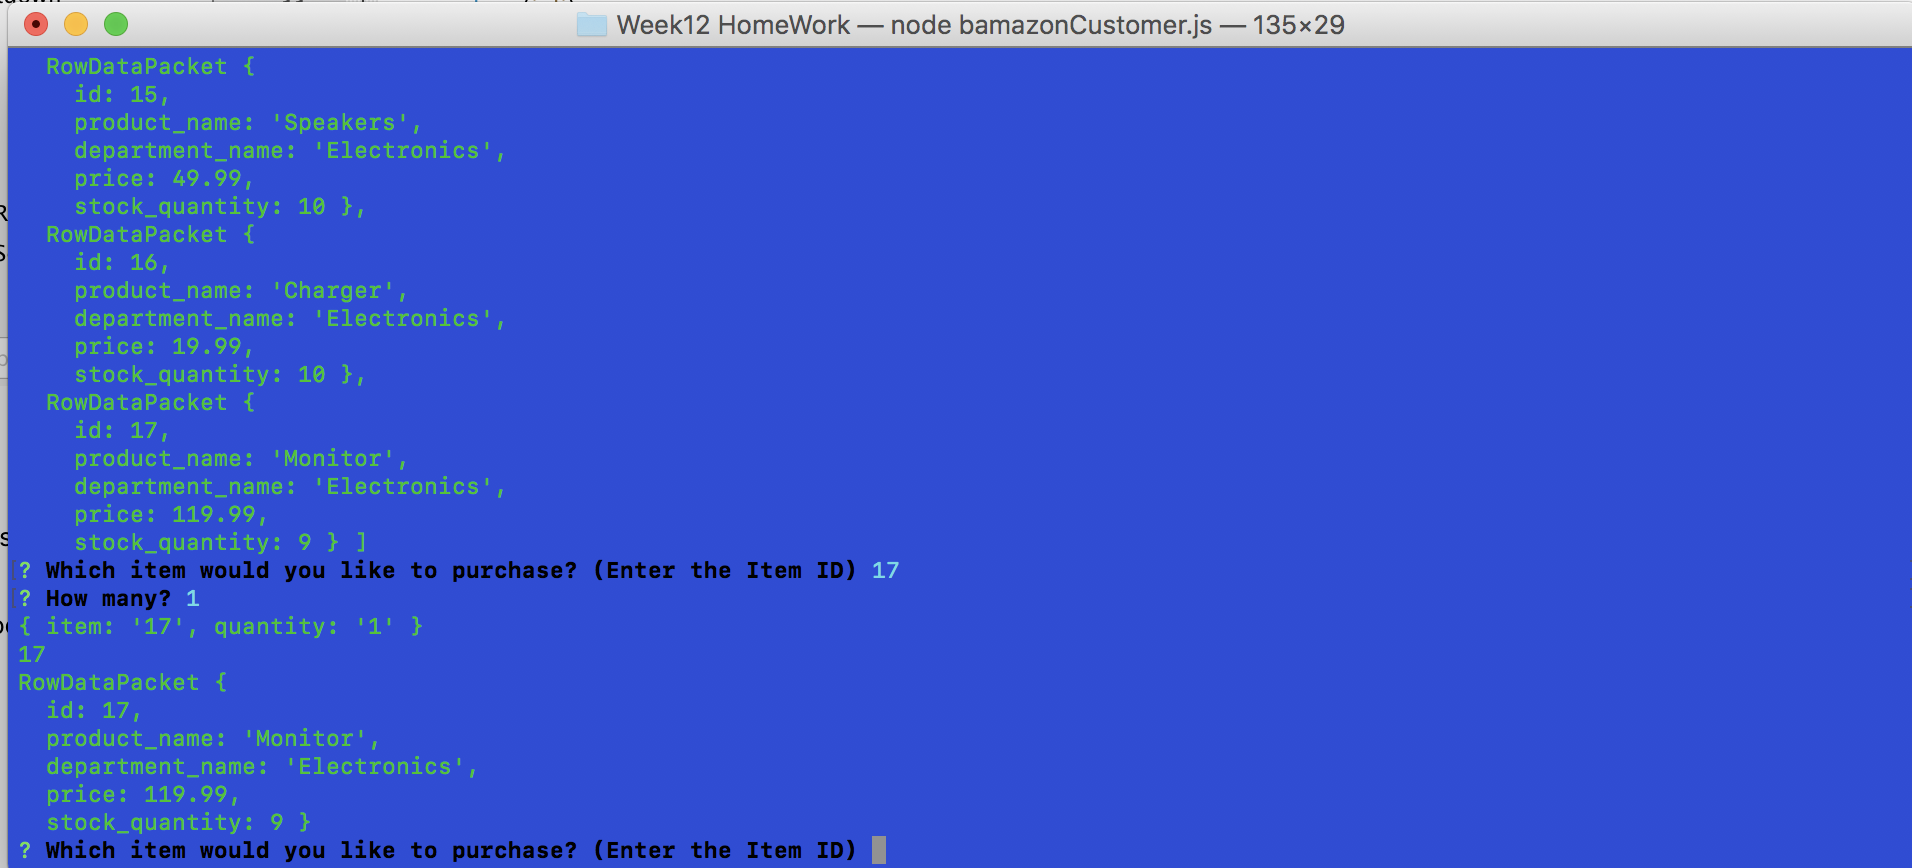 Week12 HomeWork — node bamazonCustomer.js — 135×29
RowDataPacket {
id: 15,
product_name: 'Speakers',
department_name: 'Electronics',
price: 49.99,
stock_quantity: 10 },
RowDataPacket {
id: 16,
product_name: 'Charger',
department_name: 'Electronics',
price: 19.99,
stock_quantity: 10 },
RowDataPacket {
id: 17,
product_name: 'Monitor',
department_name: 'Electronics',
price: 119.99,
stock_quantity: 9 } ]
? Which item would you like to purchase? (Enter the Item ID) 17
? How many? 1
{ item: '17', quantity: '1' }
17
RowDataPacket {
id: 17,
product_name: 'Monitor',
department_name: 'Electronics',
price: 119.99,
stock_quantity: 9 }
? Which item would you like to purchase? (Enter the Item ID)